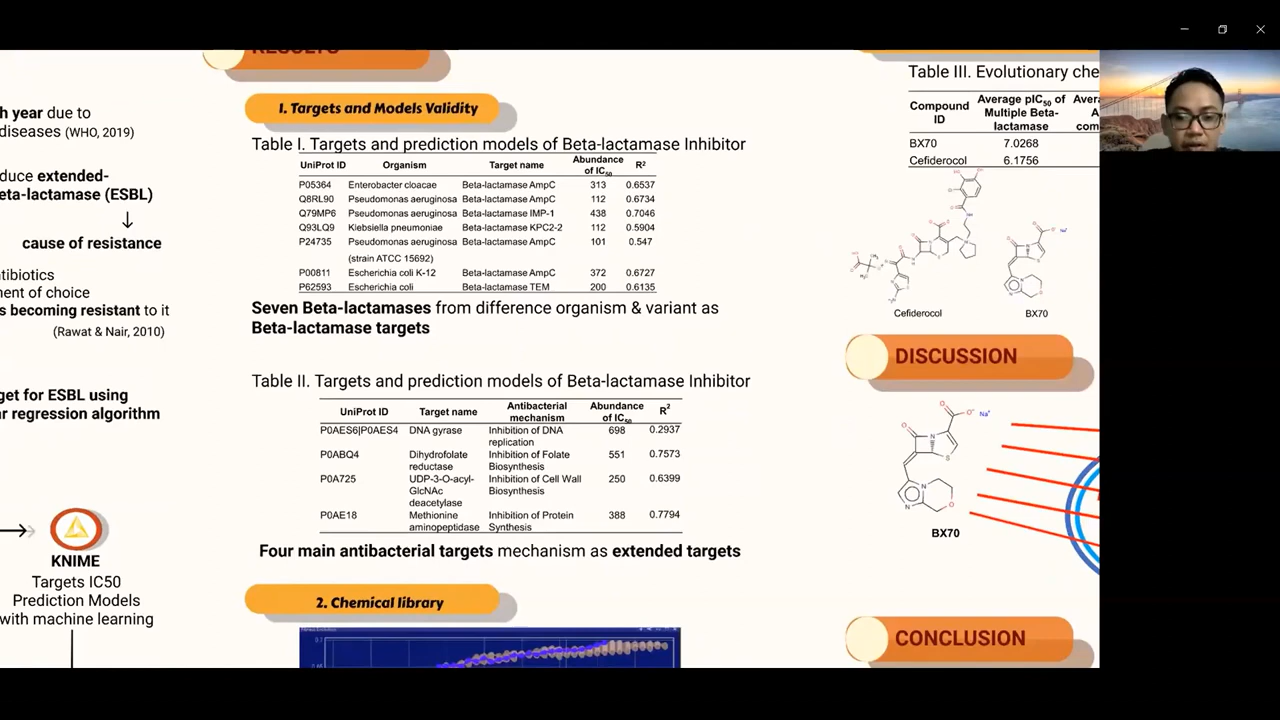 RESULTS
h year due to
diseases (WHO, 2019)
duce extended-
eta-lactamase (ESBL)
cause of resistance
tibiotics
ment of choice
s becoming resistant to it
(Rawat & Nair, 2010)
get for ESBL using
ar regression algorithm
KNIME
Targets IC50
Prediction Models
with machine learning
1. Targets and Models Validity
Table I. Targets and prediction models of Beta-lactamase Inhibitor
UniProt ID Organism Target name Abundance of IC50 R2
P05364 Enterobacter cloacae Beta-lactamase AmpC 313 0.6537
Q8RL90 Pseudomonas aeruginosa Beta-lactamase AmpC 112 0.6734
Q79MP6 Pseudomonas aeruginosa Beta-lactamase IMP-1 438 0.7046
Q93LQ9 Klebsiella pneumoniae Beta-lactamase KPC2-2 112 0.5904
P24735 Pseudomonas aeruginosa Beta-lactamase AmpC 101 0.547
(strain ATCC 15692)
P00811 Escherichia coli K-12 Beta-lactamase AmpC 372 0.6727
P62593 Escherichia coli Beta-lactamase TEM 200 0.6135
Seven Beta-lactamases from difference organism & variant as
Beta-lactamase targets
Table II. Targets and prediction models of Beta-lactamase Inhibitor
UniProt ID Target name Antibacterial mechanism Abundance of IC50 R2
P0AES6|P0AES4 DNA gyrase Inhibition of DNA 698 0.2937
replication
P0ABQ4 Dihydrofolate Inhibition of Folate 551 0.7573
reductase Biosynthesis
P0A725 UDP-3-O-acyl- Inhibition of Cell Wall 250 0.6399
GlcNAc Biosynthesis
deacetylase
P0AE18 Methionine Inhibition of Protein 388 0.7794
aminopeptidase Synthesis
Four main antibacterial targets mechanism as extended targets
2. Chemical library
Table III. Evolutionary che
Compound ID Average pIC50 of Multiple Beta-lactamase
BX70 7.0268
Cefiderocol 6.1756
Cefiderocol
BX70
DISCUSSION
BX70
CONCLUSION